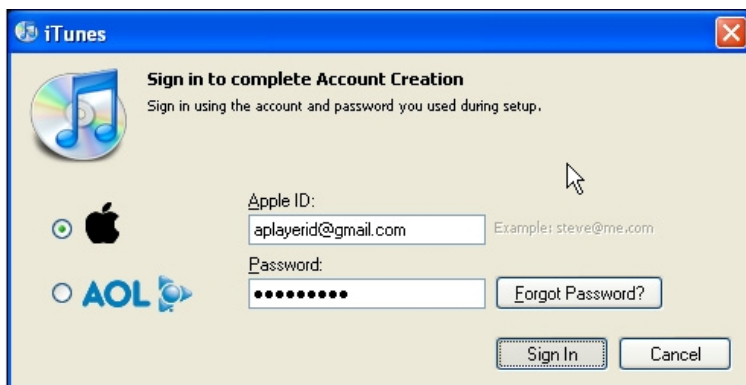 iTunes
Sign in to complete Account Creation
Sign in using the account and password you used during setup.
Apple ID:
aplayerid@gmail.com
Example: steve@me.com
AOL
Password:
•••••••••
Forgot Password?
Sign In
Cancel